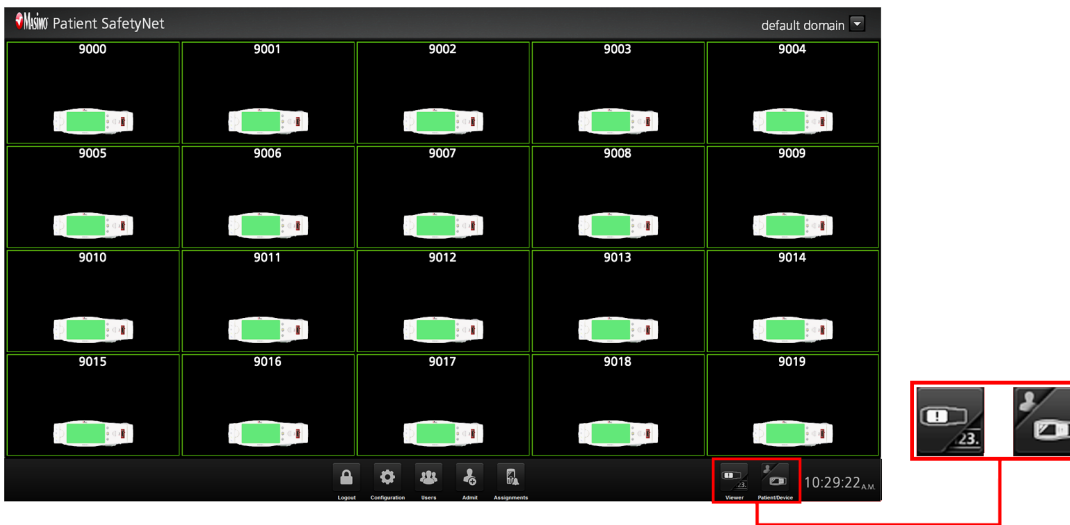 Masimo Patient SafetyNet
default domain
9000 9001 9002 9003 9004
9005 9006 9007 9008 9009
9010 9011 9012 9013 9014
9015 9016 9017 9018 9019
23.
Logout Configuration Users Admit Assignments Viewer Patient/Device 10:29:22 A.M.
23.